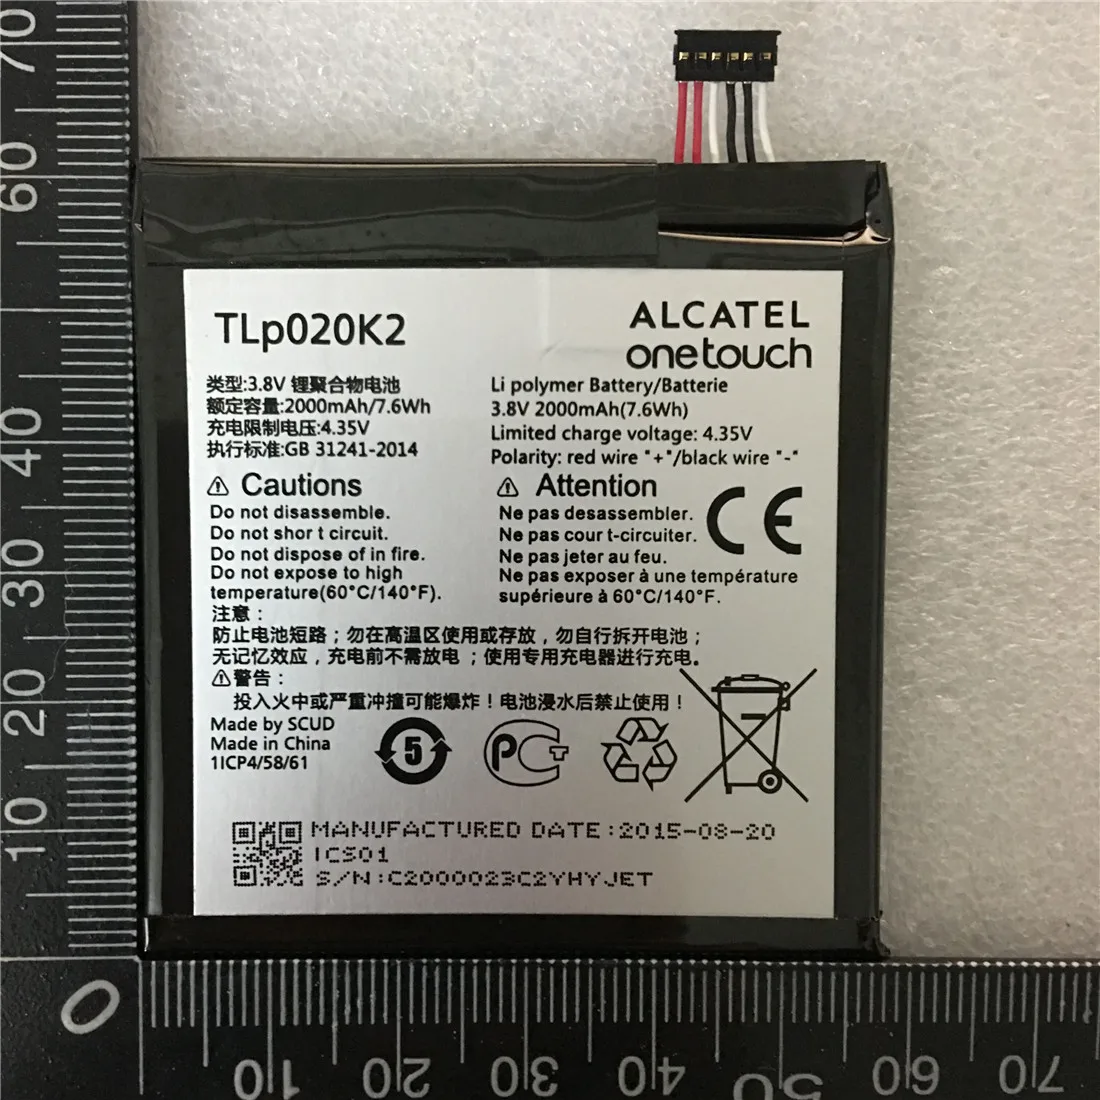 TLp020K2
ALCATEL
onetouch
类型:3.8V 锂聚合物电池
额定容量:2000mAh/7.6Wh
充电限制电压:4.35V
执行标准:GB 31241-2014
Li polymer Battery/Batterie
3.8V 2000mAh(7.6Wh)
Limited charge voltage: 4.35V
Polarity: red wire "+"/black wire "-"
⚠ Cautions
Do not disassemble.
Do not shor t circuit.
Do not dispose of in fire.
Do not expose to high
temperature(60°C/140°F).
⚠ Attention
Ne pas desassembler.
Ne pas cour t-circuiter.
Ne pas jeter au feu.
Ne pas exposer à une température
supérieure à 60°C/140°F.
CE
注意：
防止电池短路；勿在高温区使用或存放，勿自行拆开电池；
无记忆效应，充电前不需放电；使用专用充电器进行充电。
⚠警告：
投入火中或严重冲撞可能爆炸！电池浸水后禁止使用！
Made by SCUD
Made in China
1ICP4/58/61
5
PCT
MANUFACTURED DATE:2015-08-20
ICS01
S/N:C2000023C2YHYJET
70
60
40
30
20
10
0
10
20
30
40
50
60
70